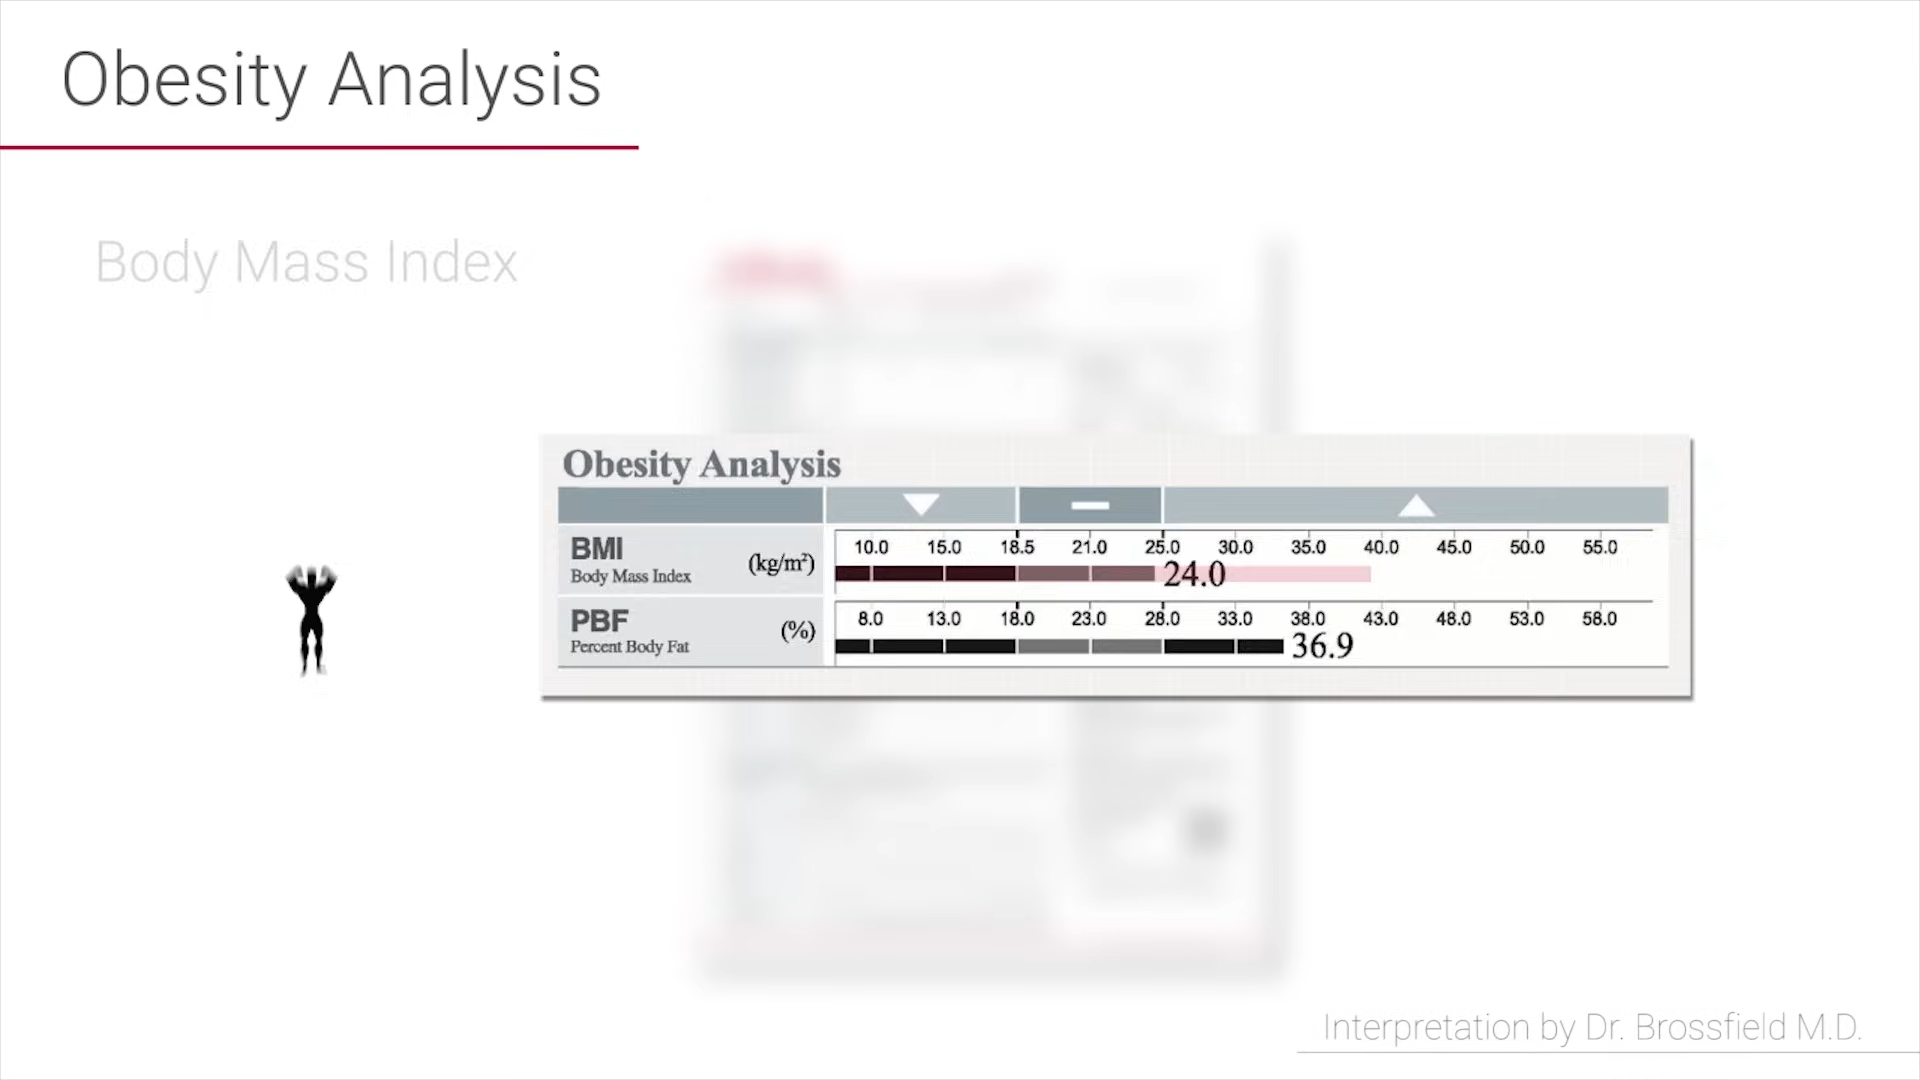 Obesity Analysis
Body Mass Index
Obesity Analysis
BMI
Body Mass Index
(kg/m²)
10.0 15.0 18.5 21.0 25.0 30.0 35.0 40.0 45.0 50.0 55.0
24.0
PBF
Percent Body Fat
(%)
8.0 13.0 18.0 23.0 28.0 33.0 38.0 43.0 48.0 53.0 58.0
36.9
Interpretation by Dr. Brossfield M.D.